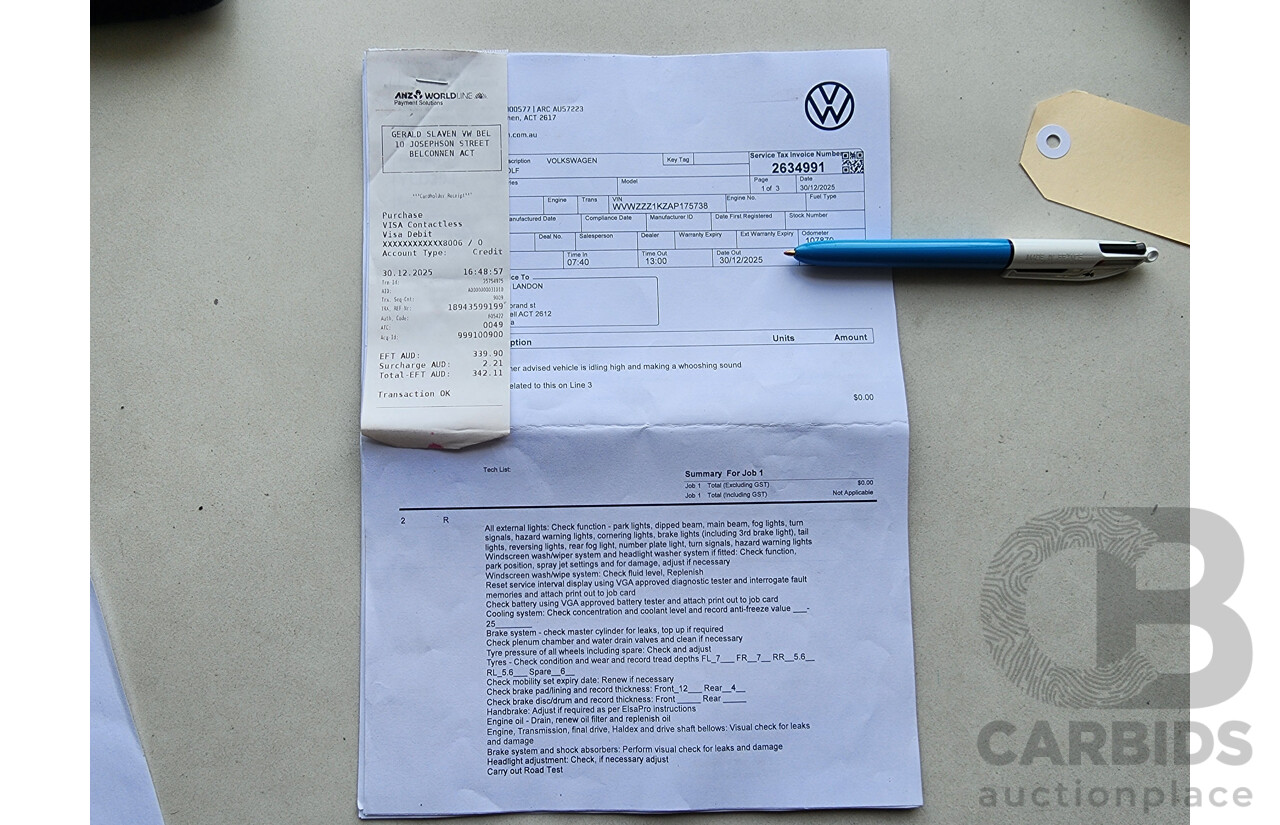 ANZ WORLDLINE
Payment Solutions
GERALD SLAVEN VW BEL
10 JOSEPHSON STREET
BELCONNEN ACT
***Cardholder Receipt***
Purchase
VISA Contactless
Visa Debit
XXXXXXXXXXXX8006 / 0
Account Type: Credit
30.12.2025 16:48:57
18943599199
0049
999100900
EFT AUD: 339.90
Surcharge AUD: 2.21
Total-EFT AUD: 342.11
Transaction OK
00577 | ARC AU57223
nen, ACT 2617
.com.au
scription VOLKSWAGEN Key Tag Service Tax Invoice Number
OLF 2634991
ries Model Page Date
1 of 3 30/12/2025
Engine Trans VIN Engine No. Fuel Type
WVWZZZ1KZAP175738
anufactured Date Compliance Date Manufacturer ID Date First Registered Stock Number
Deal No. Salesperson Dealer Warranty Expiry Ext Warranty Expiry Odometer
107870
Time In Time Out Date Out
07:40 13:00 30/12/2025
ce To
LANDON
brand st
ell ACT 2612
a
ption Units Amount
ner advised vehicle is idling high and making a whooshing sound
elated to this on Line 3
$0.00
Tech List:
Summary For Job 1
Job 1 Total (Excluding GST) $0.00
Job 1 Total (Including GST) Not Applicable
2 R
All external lights: Check function - park lights, dipped beam, main beam, fog lights, turn
signals, hazard warning lights, cornering lights, brake lights (including 3rd brake light), tail
lights, reversing lights, rear fog light, number plate light, turn signals, hazard warning lights
Windscreen wash/wiper system and headlight washer system if fitted: Check function,
park position, spray jet settings and for damage, adjust if necessary
Windscreen wash/wipe system: Check fluid level, Replenish
Reset service interval display using VGA approved diagnostic tester and interrogate fault
memories and attach print out to job card
Check battery using VGA approved battery tester and attach print out to job card
Cooling system: Check concentration and coolant level and record anti-freeze value ___-
25________
Brake system - check master cylinder for leaks, top up if required
Check plenum chamber and water drain valves and clean if necessary
Tyre pressure of all wheels including spare: Check and adjust
Tyres - Check condition and wear and record tread depths FL_7___ FR__7__ RR__5.6__
RL_5.6___ Spare__6__
Check mobility set expiry date: Renew if necessary
Check brake pad/lining and record thickness: Front_12___ Rear__4__
Check brake disc/drum and record thickness: Front _____ Rear _____
Handbrake: Adjust if required as per ElsaPro instructions
Engine oil - Drain, renew oil filter and replenish oil
Engine, Transmission, final drive, Haldex and drive shaft bellows: Visual check for leaks
and damage
Brake system and shock absorbers: Perform visual check for leaks and damage
Headlight adjustment: Check, if necessary adjust
Carry out Road Test
CARBIDS
auctionplace